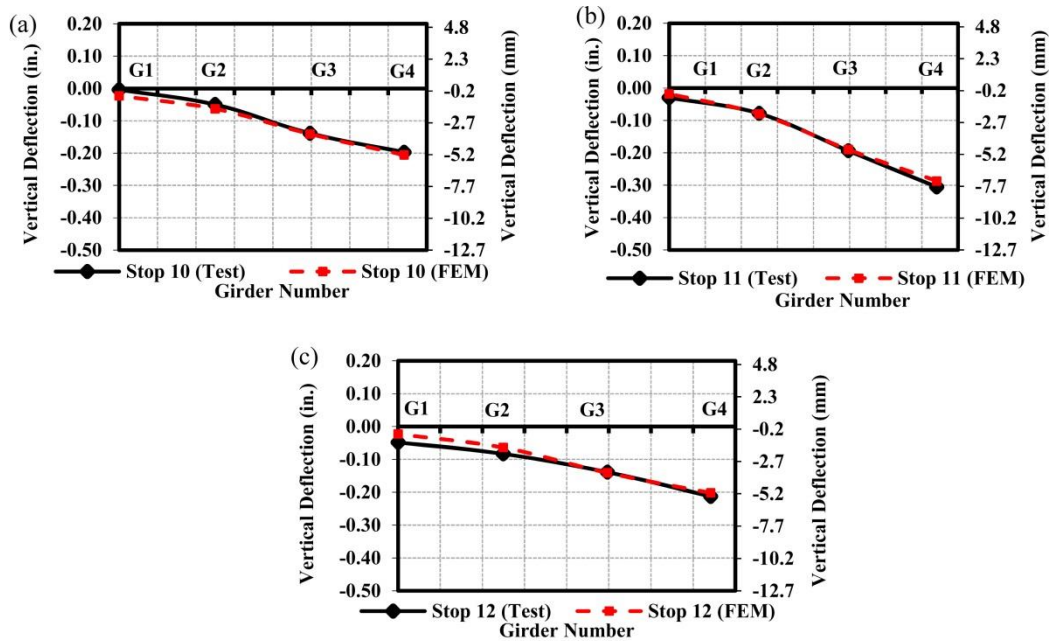 (a)
Vertical Deflection (in.)
0.20
0.10
0.00
-0.10
-0.20
-0.30
-0.40
-0.50
G1 G2 G3 G4
4.8
2.3
-0.2
-2.7
-5.2
-7.7
-10.2
-12.7
Vertical Deflection (mm)
Stop 10 (Test) Stop 10 (FEM)
Girder Number
(b)
Vertical Deflection (in.)
0.20
0.10
0.00
-0.10
-0.20
-0.30
-0.40
-0.50
G1 G2 G3 G4
4.8
2.3
-0.2
-2.7
-5.2
-7.7
-10.2
-12.7
Vertical Deflection (mm)
Stop 11 (Test) Stop 11 (FEM)
Girder Number
(c)
Vertical Deflection (in.)
0.20
0.10
0.00
-0.10
-0.20
-0.30
-0.40
-0.50
G1 G2 G3 G4
4.8
2.3
-0.2
-2.7
-5.2
-7.7
-10.2
-12.7
Vertical Deflection (mm)
Stop 12 (Test) Stop 12 (FEM)
Girder Number